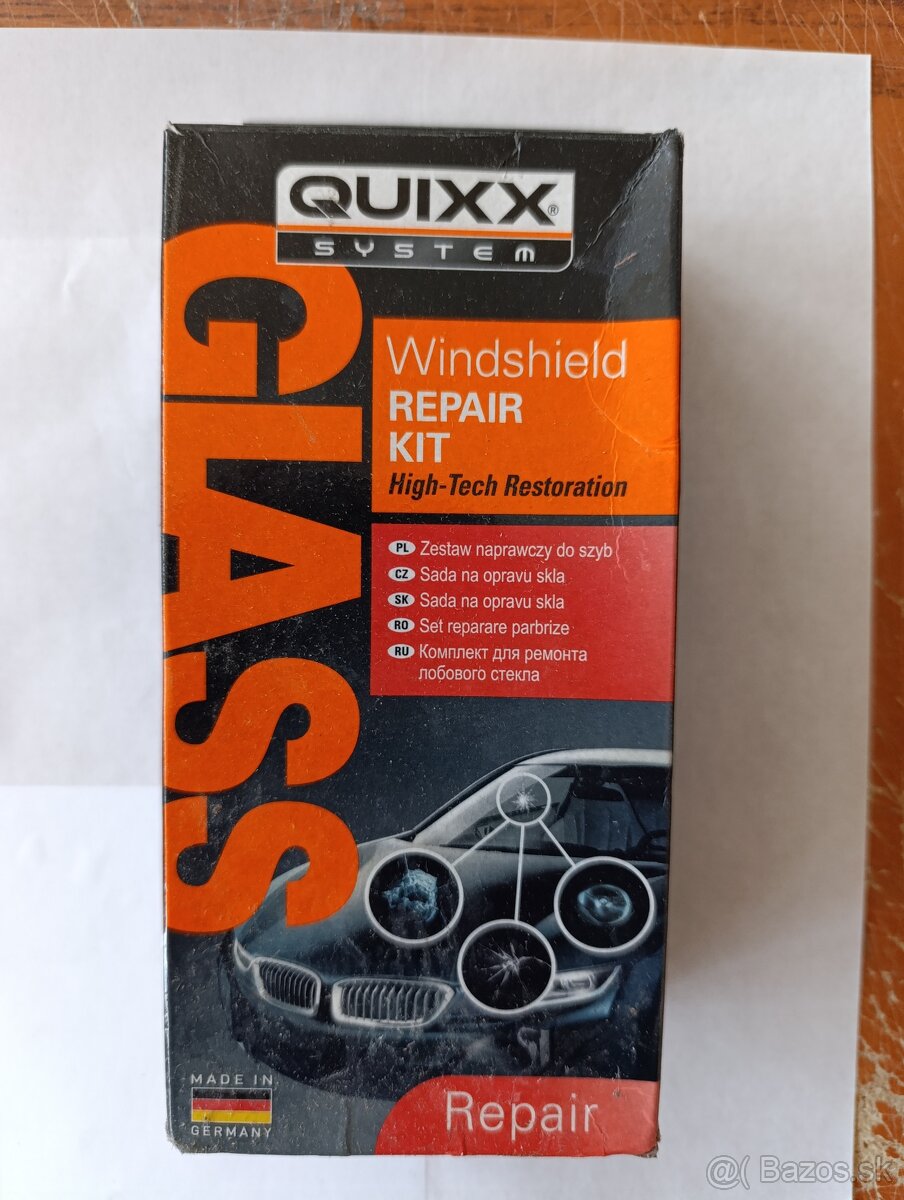 QUIXX®
SYSTEM
GLASS
Windshield
REPAIR
KIT
High-Tech Restoration
PL Zestaw naprawczy do szyb
CZ Sada na opravu skla
SK Sada na opravu skla
RO Set reparare parbrize
RU Комплект для ремонта
лобового стекла
MADE IN
GERMANY
Repair
@( Bazos.sk